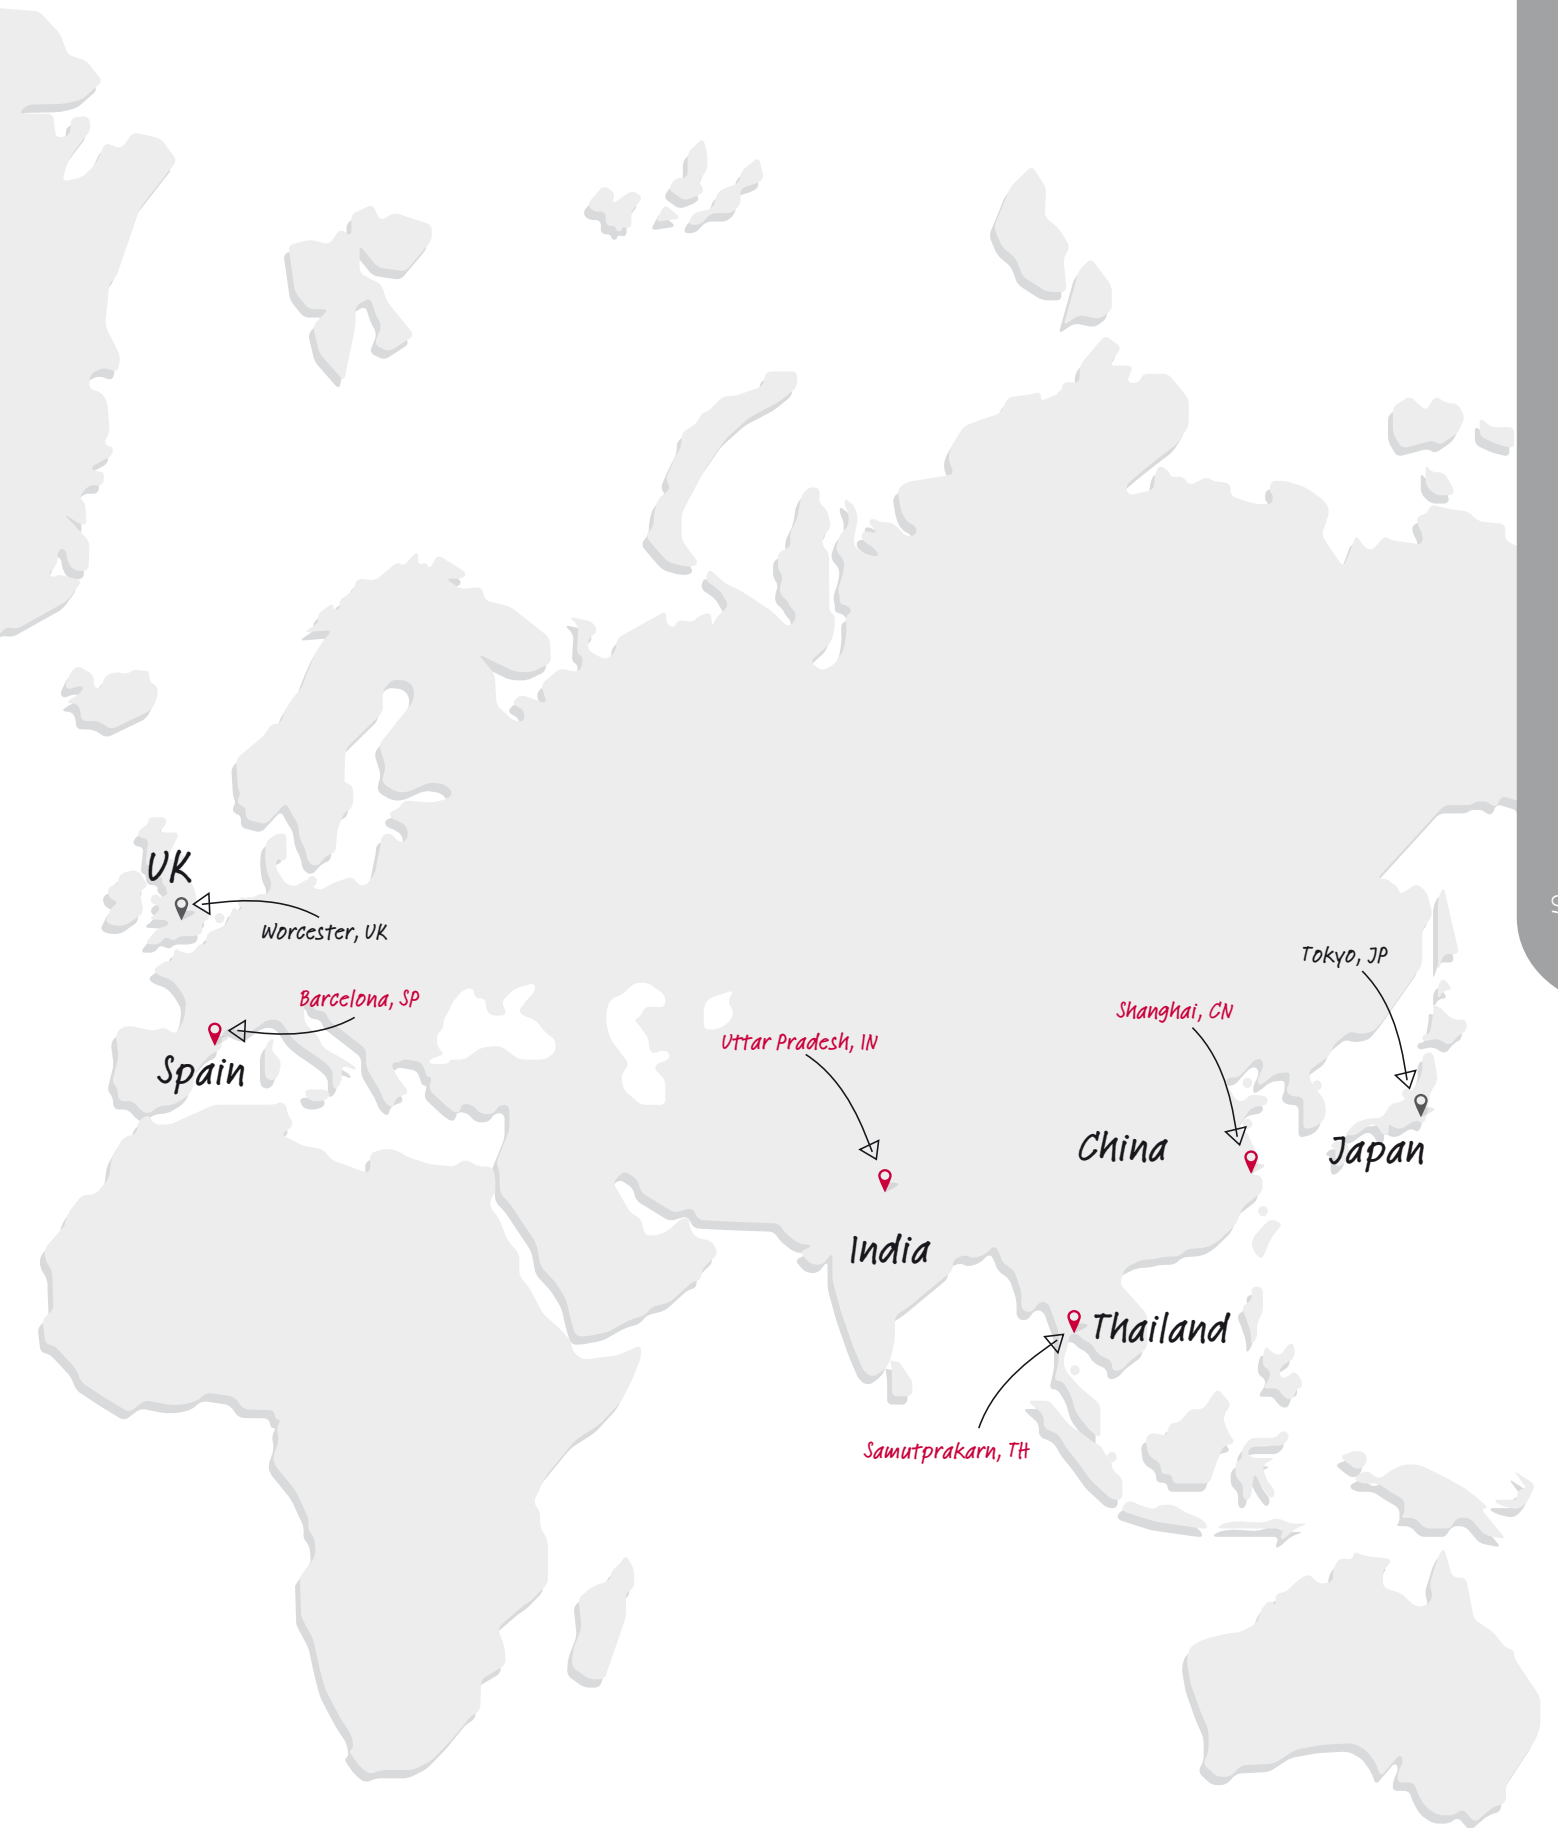 UK
Worcester, UK
Tokyo, JP
Barcelona, SP
Shanghai, CN
Uttar Pradesh, IN
Spain
China
Japan
India
Thailand
Samutprakarn, TH